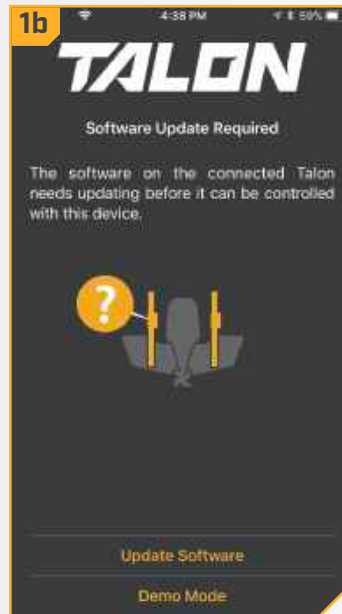 1b
4:38 PM
59%
TALON
Software Update Required
The software on the connected Talon
needs updating before it can be controlled
with this device.
?
Update Software
Demo Mode